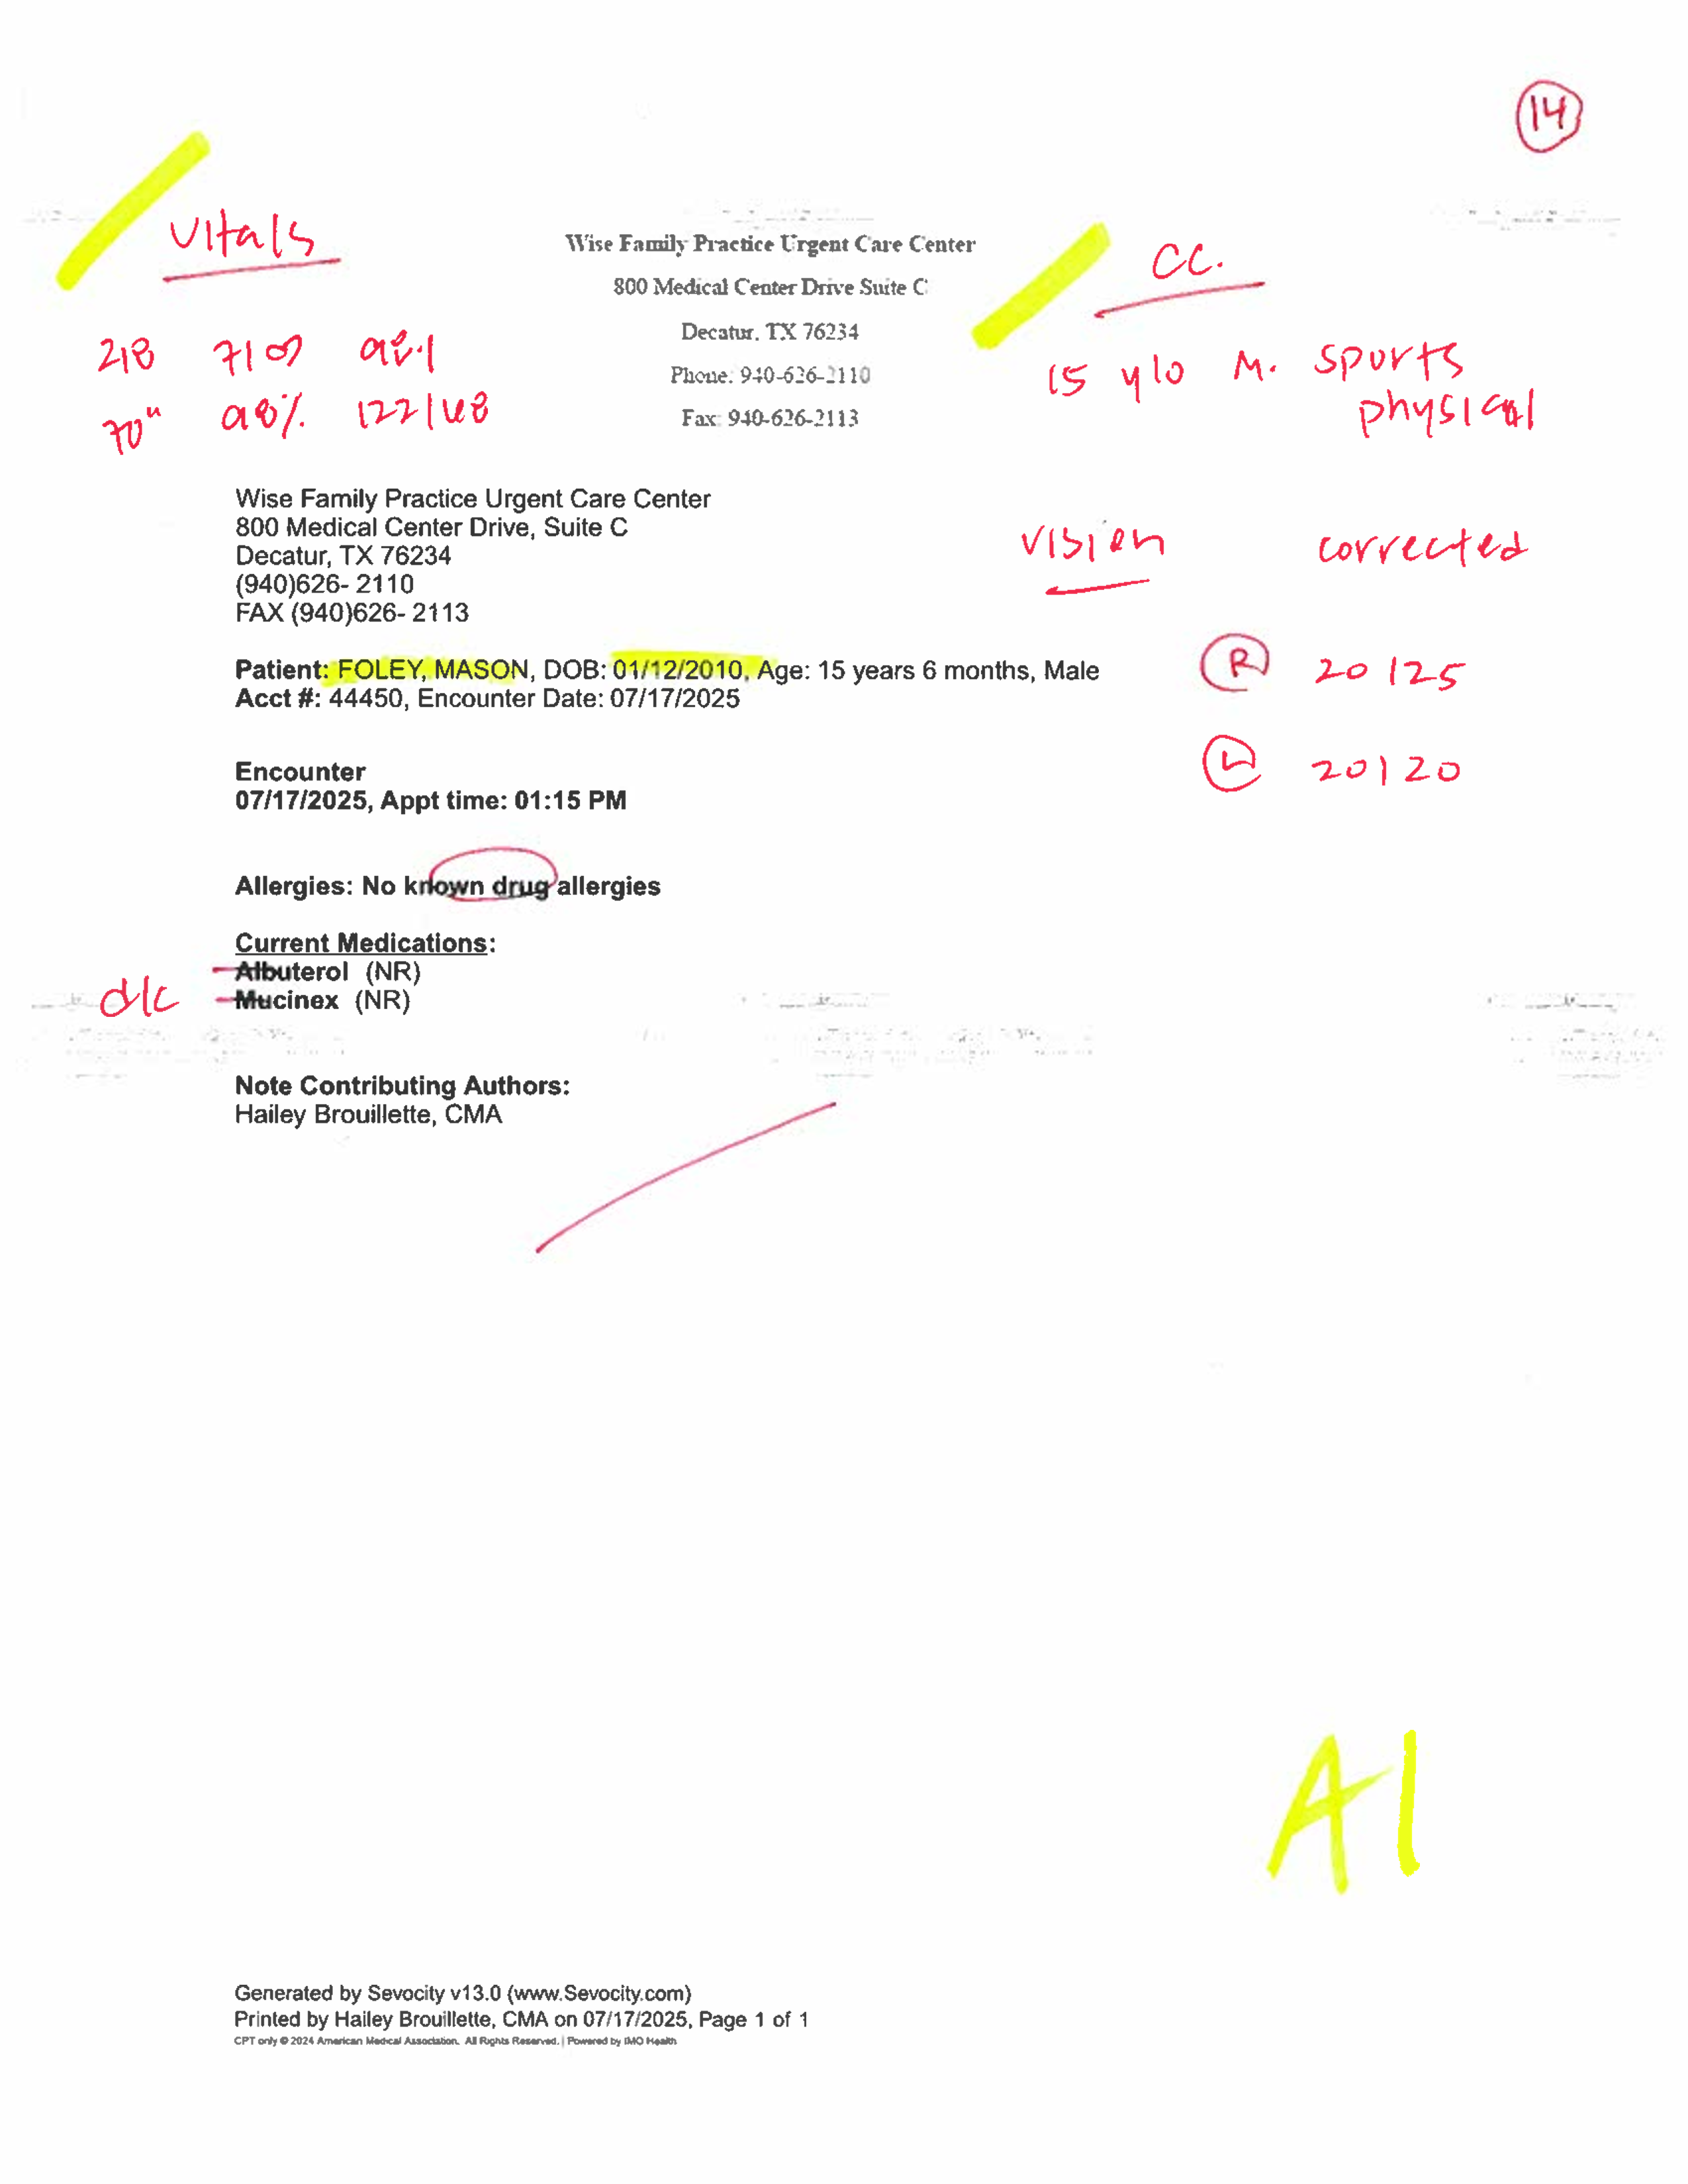 14
Vitals
Wise Family Practice Urgent Care Center
CC.
800 Medical Center Drive Suite C
218 98.1
Decatur, TX 76234
15 y/o M. sports
Phone: 940-626-2110
physical
70" 98% 122/68
Fax: 940-626-2113
Wise Family Practice Urgent Care Center
800 Medical Center Drive, Suite C
Decatur, TX 76234
(940)626- 2110
FAX (940)626- 2113
vision corrected
Patient: FOLEY, MASON, DOB: 01/12/2010, Age: 15 years 6 months, Male
R 20/25
Acct #: 44450, Encounter Date: 07/17/2025
L 20/20
Encounter
07/17/2025, Appt time: 01:15 PM
Allergies: No known drug allergies
Current Medications:
Albuterol (NR)
d/c Mucinex (NR)
Note Contributing Authors:
Hailey Brouillette, CMA
A1
Generated by Sevocity v13.0 (www.Sevocity.com)
Printed by Hailey Brouillette, CMA on 07/17/2025, Page 1 of 1
CPT only © 2024 American Medical Association. All Rights Reserved. | Powered by IMO Health